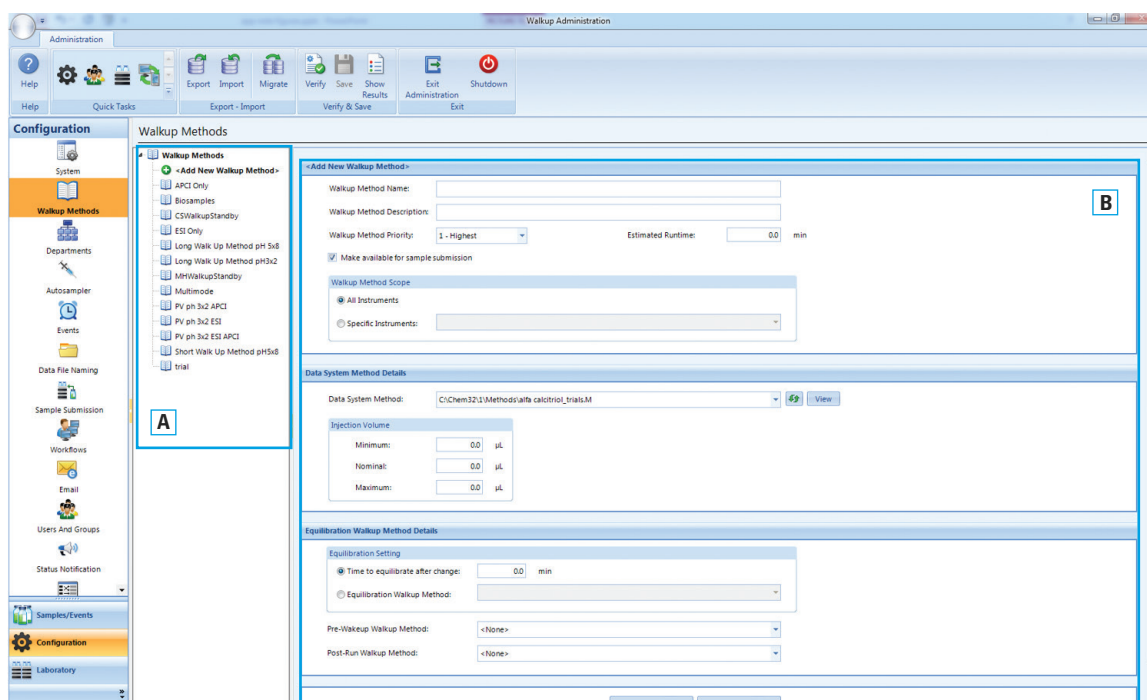 Walkup Administration
Administration
Help
Export
Import
Migrate
Verify
Save
Show Results
Exit Administration
Shutdown
Help
Quick Tasks
Export - Import
Verify & Save
Exit
Configuration
System
Walkup Methods
Departments
Autosampler
Events
Data File Naming
Sample Submission
Workflows
Email
Users And Groups
Status Notification
Samples/Events
Configuration
Laboratory
Walkup Methods
Walkup Methods
<Add New Walkup Method>
APCI Only
Biosamples
CSWalkupStandby
ESI Only
Long Walk Up Method pH 5x8
Long Walk Up Method pH3x2
MHWalkupStandby
Multimode
PV ph 3x2 APCI
PV ph 3x2 ESI
PV ph 3x2 ESI APCI
Short Walk Up Method pH5x8
trial
A
<Add New Walkup Method>
B
Walkup Method Name:
Walkup Method Description:
Walkup Method Priority: 1 - Highest Estimated Runtime: 0.0 min
Make available for sample submission
Walkup Method Scope
All Instruments
Specific Instruments:
Data System Method Details
Data System Method: C:\Chem32\1\Methods\alfa calcitriol_trials.M View
Injection Volume
Minimum: 0.0 µL
Nominal: 0.0 µL
Maximum: 0.0 µL
Equilibration Walkup Method Details
Equilibration Setting
Time to equilibrate after change: 0.0 min
Equilibration Walkup Method:
Pre-Wakeup Walkup Method: <None>
Post-Run Walkup Method: <None>